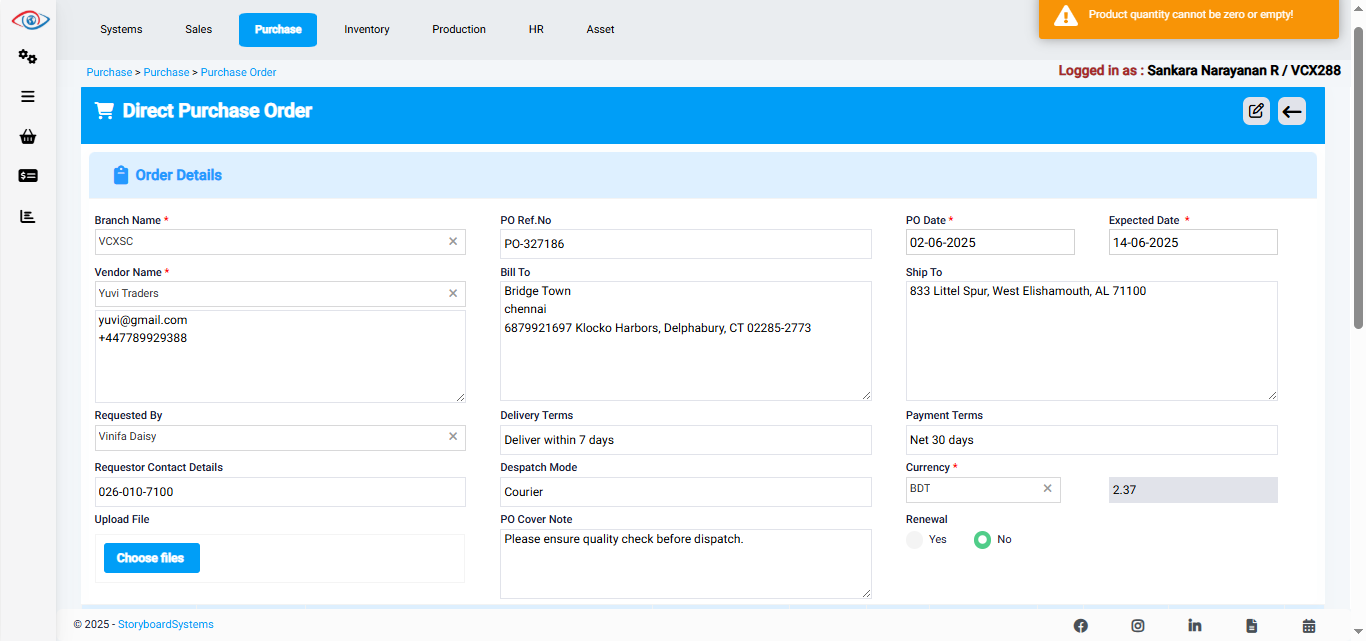 Systems
Sales
Purchase
Inventory
Production
HR
Asset
Product quantity cannot be zero or empty!
Purchase > Purchase > Purchase Order
Logged in as : Sankara Narayanan R / VCX288
Direct Purchase Order
Order Details
Branch Name *
VCXSC
PO Ref.No
PO-327186
PO Date *
02-06-2025
Expected Date *
14-06-2025
Vendor Name *
Yuvi Traders
yuvi@gmail.com
+447789929388
Bill To
Bridge Town
chennai
6879921697 Klocko Harbors, Delphabury, CT 02285-2773
Ship To
833 Littel Spur, West Elishamouth, AL 71100
Requested By
Vinifa Daisy
Delivery Terms
Deliver within 7 days
Payment Terms
Net 30 days
Requestor Contact Details
026-010-7100
Despatch Mode
Courier
Currency *
BDT
2.37
Upload File
Choose files
PO Cover Note
Please ensure quality check before dispatch.
Renewal
Yes
No
© 2025 - StoryboardSystems